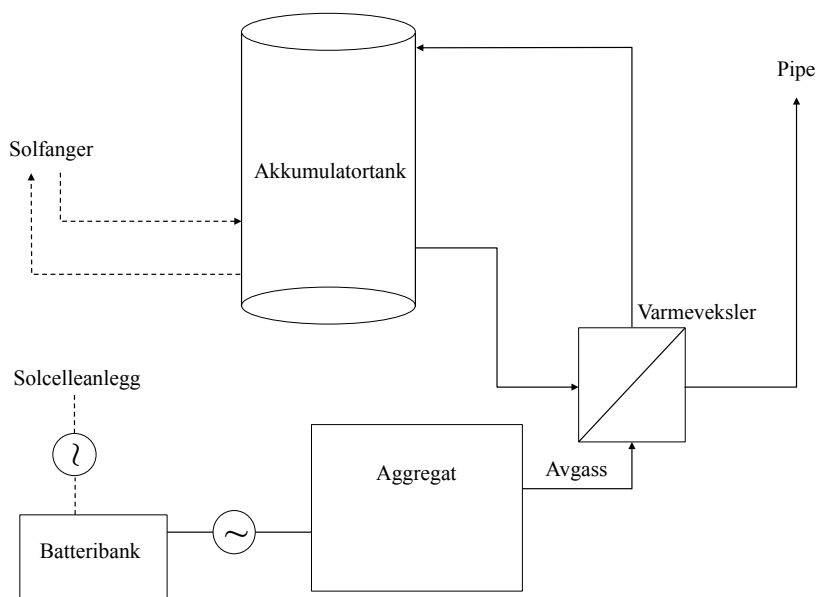 Pipe
Solfanger
Akkumulatortank
Varmeveksler
Solcelleanlegg
Aggregat
Avgass
Batteribank